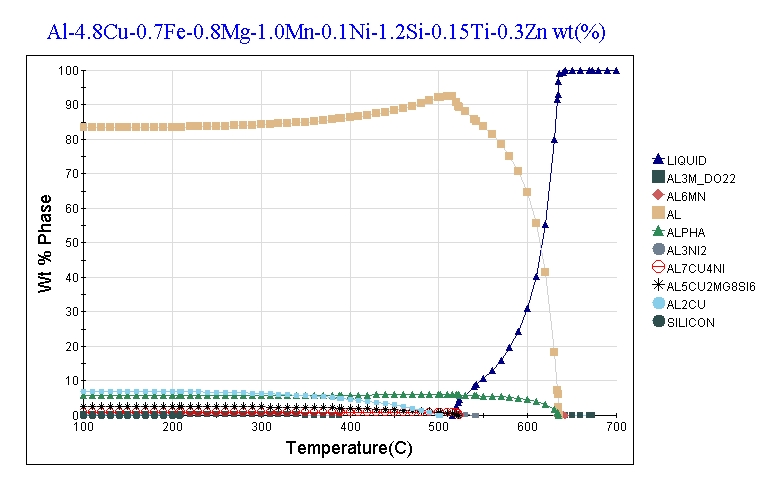 Al-4.8Cu-0.7Fe-0.8Mg-1.0Mn-0.1Ni-1.2Si-0.15Ti-0.3Zn wt(%)
100
90
80
70
60
50
40
30
20
10
0
Wt % Phase
100 200 300 400 500 600 700
Temperature(C)
LIQUID
AL3M_DO22
AL6MN
AL
ALPHA
AL3NI2
AL7CU4NI
AL5CU2MG8SI6
AL2CU
SILICON